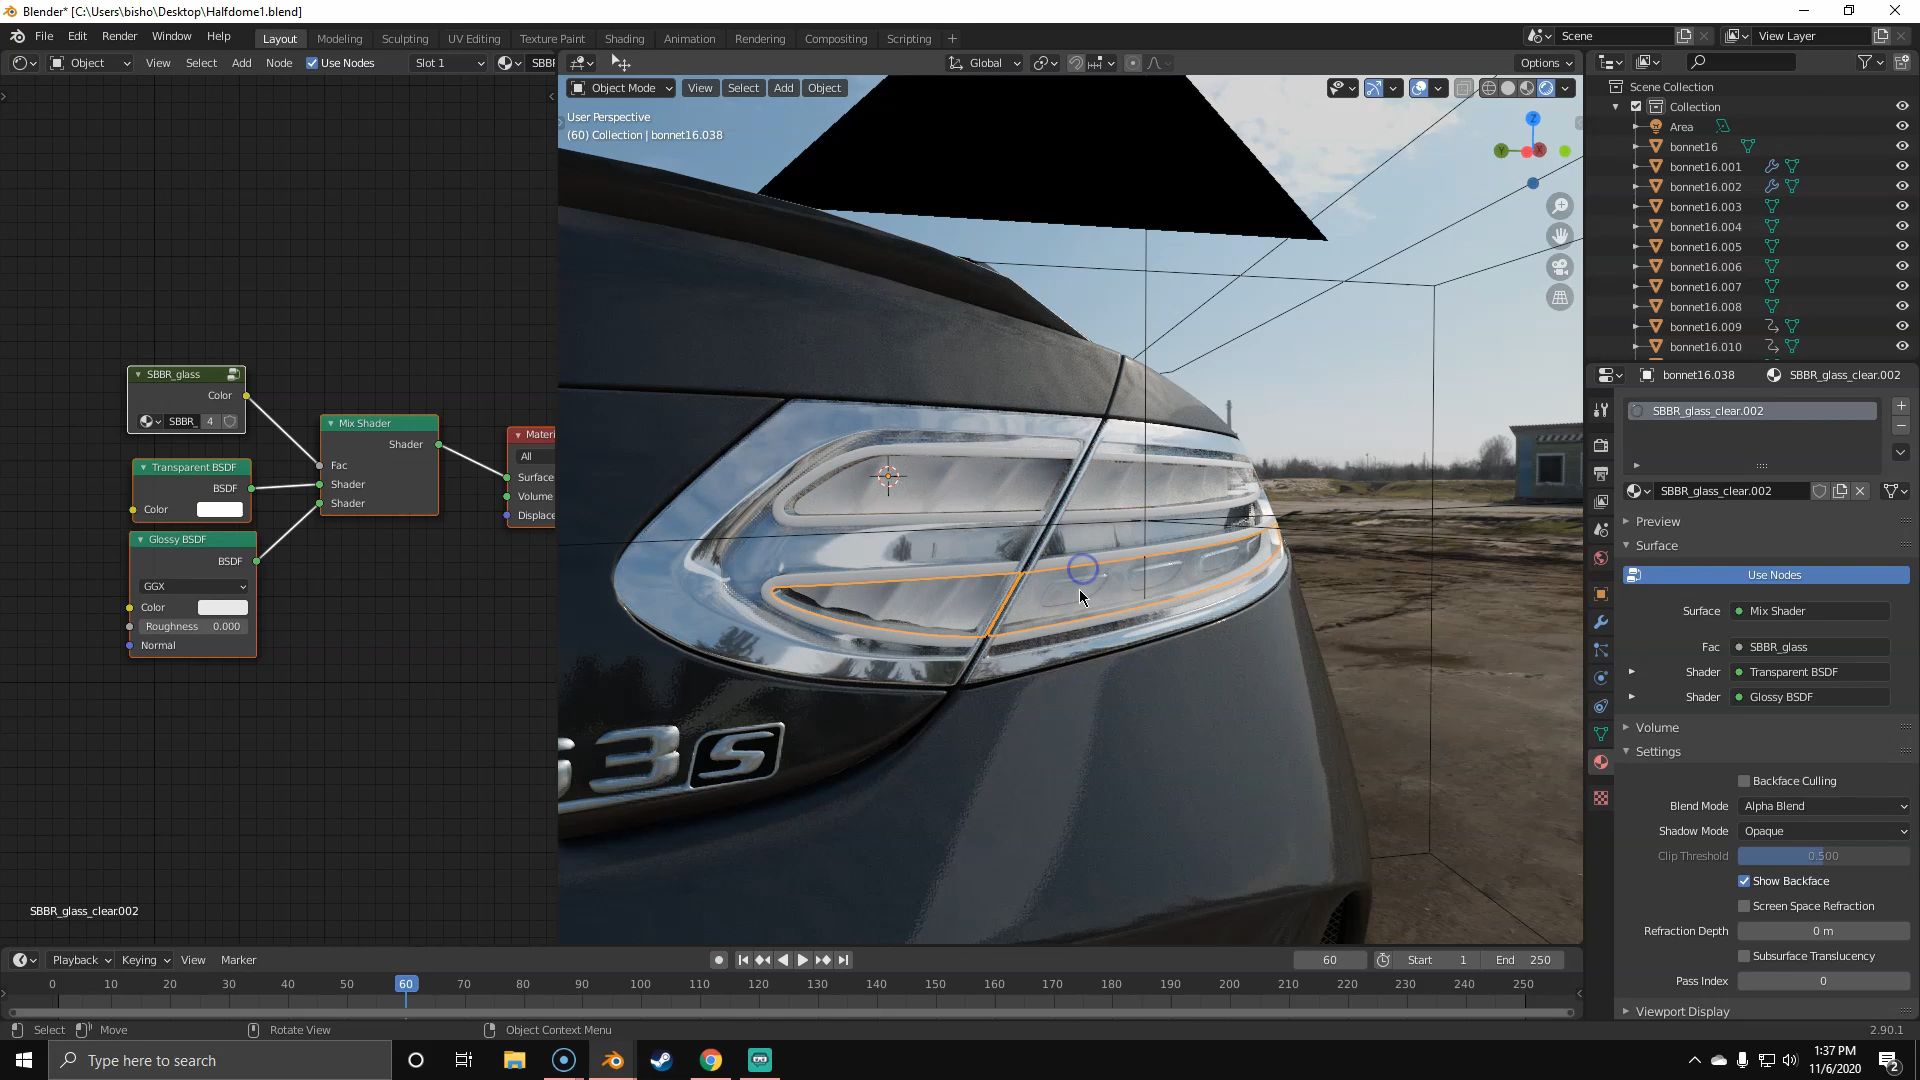 Blender* [C:\Users\bisho\Desktop\Halfdome1.blend]
File Edit Render Window Help Layout Modeling Sculpting UV Editing Texture Paint Shading Animation Rendering Compositing Scripting + Scene View Layer
Object View Select Add Node Use Nodes Slot 1 SBBR Global Options
Object Mode View Select Add Object
User Perspective
(60) Collection | bonnet16.038
Z
Y
X
Scene Collection
Collection
Area
bonnet16
bonnet16.001
bonnet16.002
bonnet16.003
bonnet16.004
bonnet16.005
bonnet16.006
bonnet16.007
bonnet16.008
bonnet16.009
bonnet16.010
SBBR_glass
Color
SBBR_ 4
Mix Shader
Shader
Fac
Shader
Shader
Transparent BSDF
BSDF
Color
Glossy BSDF
BSDF
GGX
Color
Roughness 0.000
Normal
Materi
All
Surface
Volume
Displace
3S
SBBR_glass_clear.002
bonnet16.038 SBBR_glass_clear.002
SBBR_glass_clear.002
SBBR_glass_clear.002
Preview
Surface
Use Nodes
Surface Mix Shader
Fac SBBR_glass
Shader Transparent BSDF
Shader Glossy BSDF
Volume
Settings
Backface Culling
Blend Mode Alpha Blend
Shadow Mode Opaque
Clip Threshold 0.500
Show Backface
Screen Space Refraction
Refraction Depth 0 m
Subsurface Translucency
Pass Index 0
Viewport Display
Playback Keying View Marker 60 Start 1 End 250
0 10 20 30 40 50 60 70 80 90 100 110 120 130 140 150 160 170 180 190 200 210 220 230 240 250
Select Move Rotate View Object Context Menu 2.90.1
Type here to search
1:37 PM
11/6/2020
2